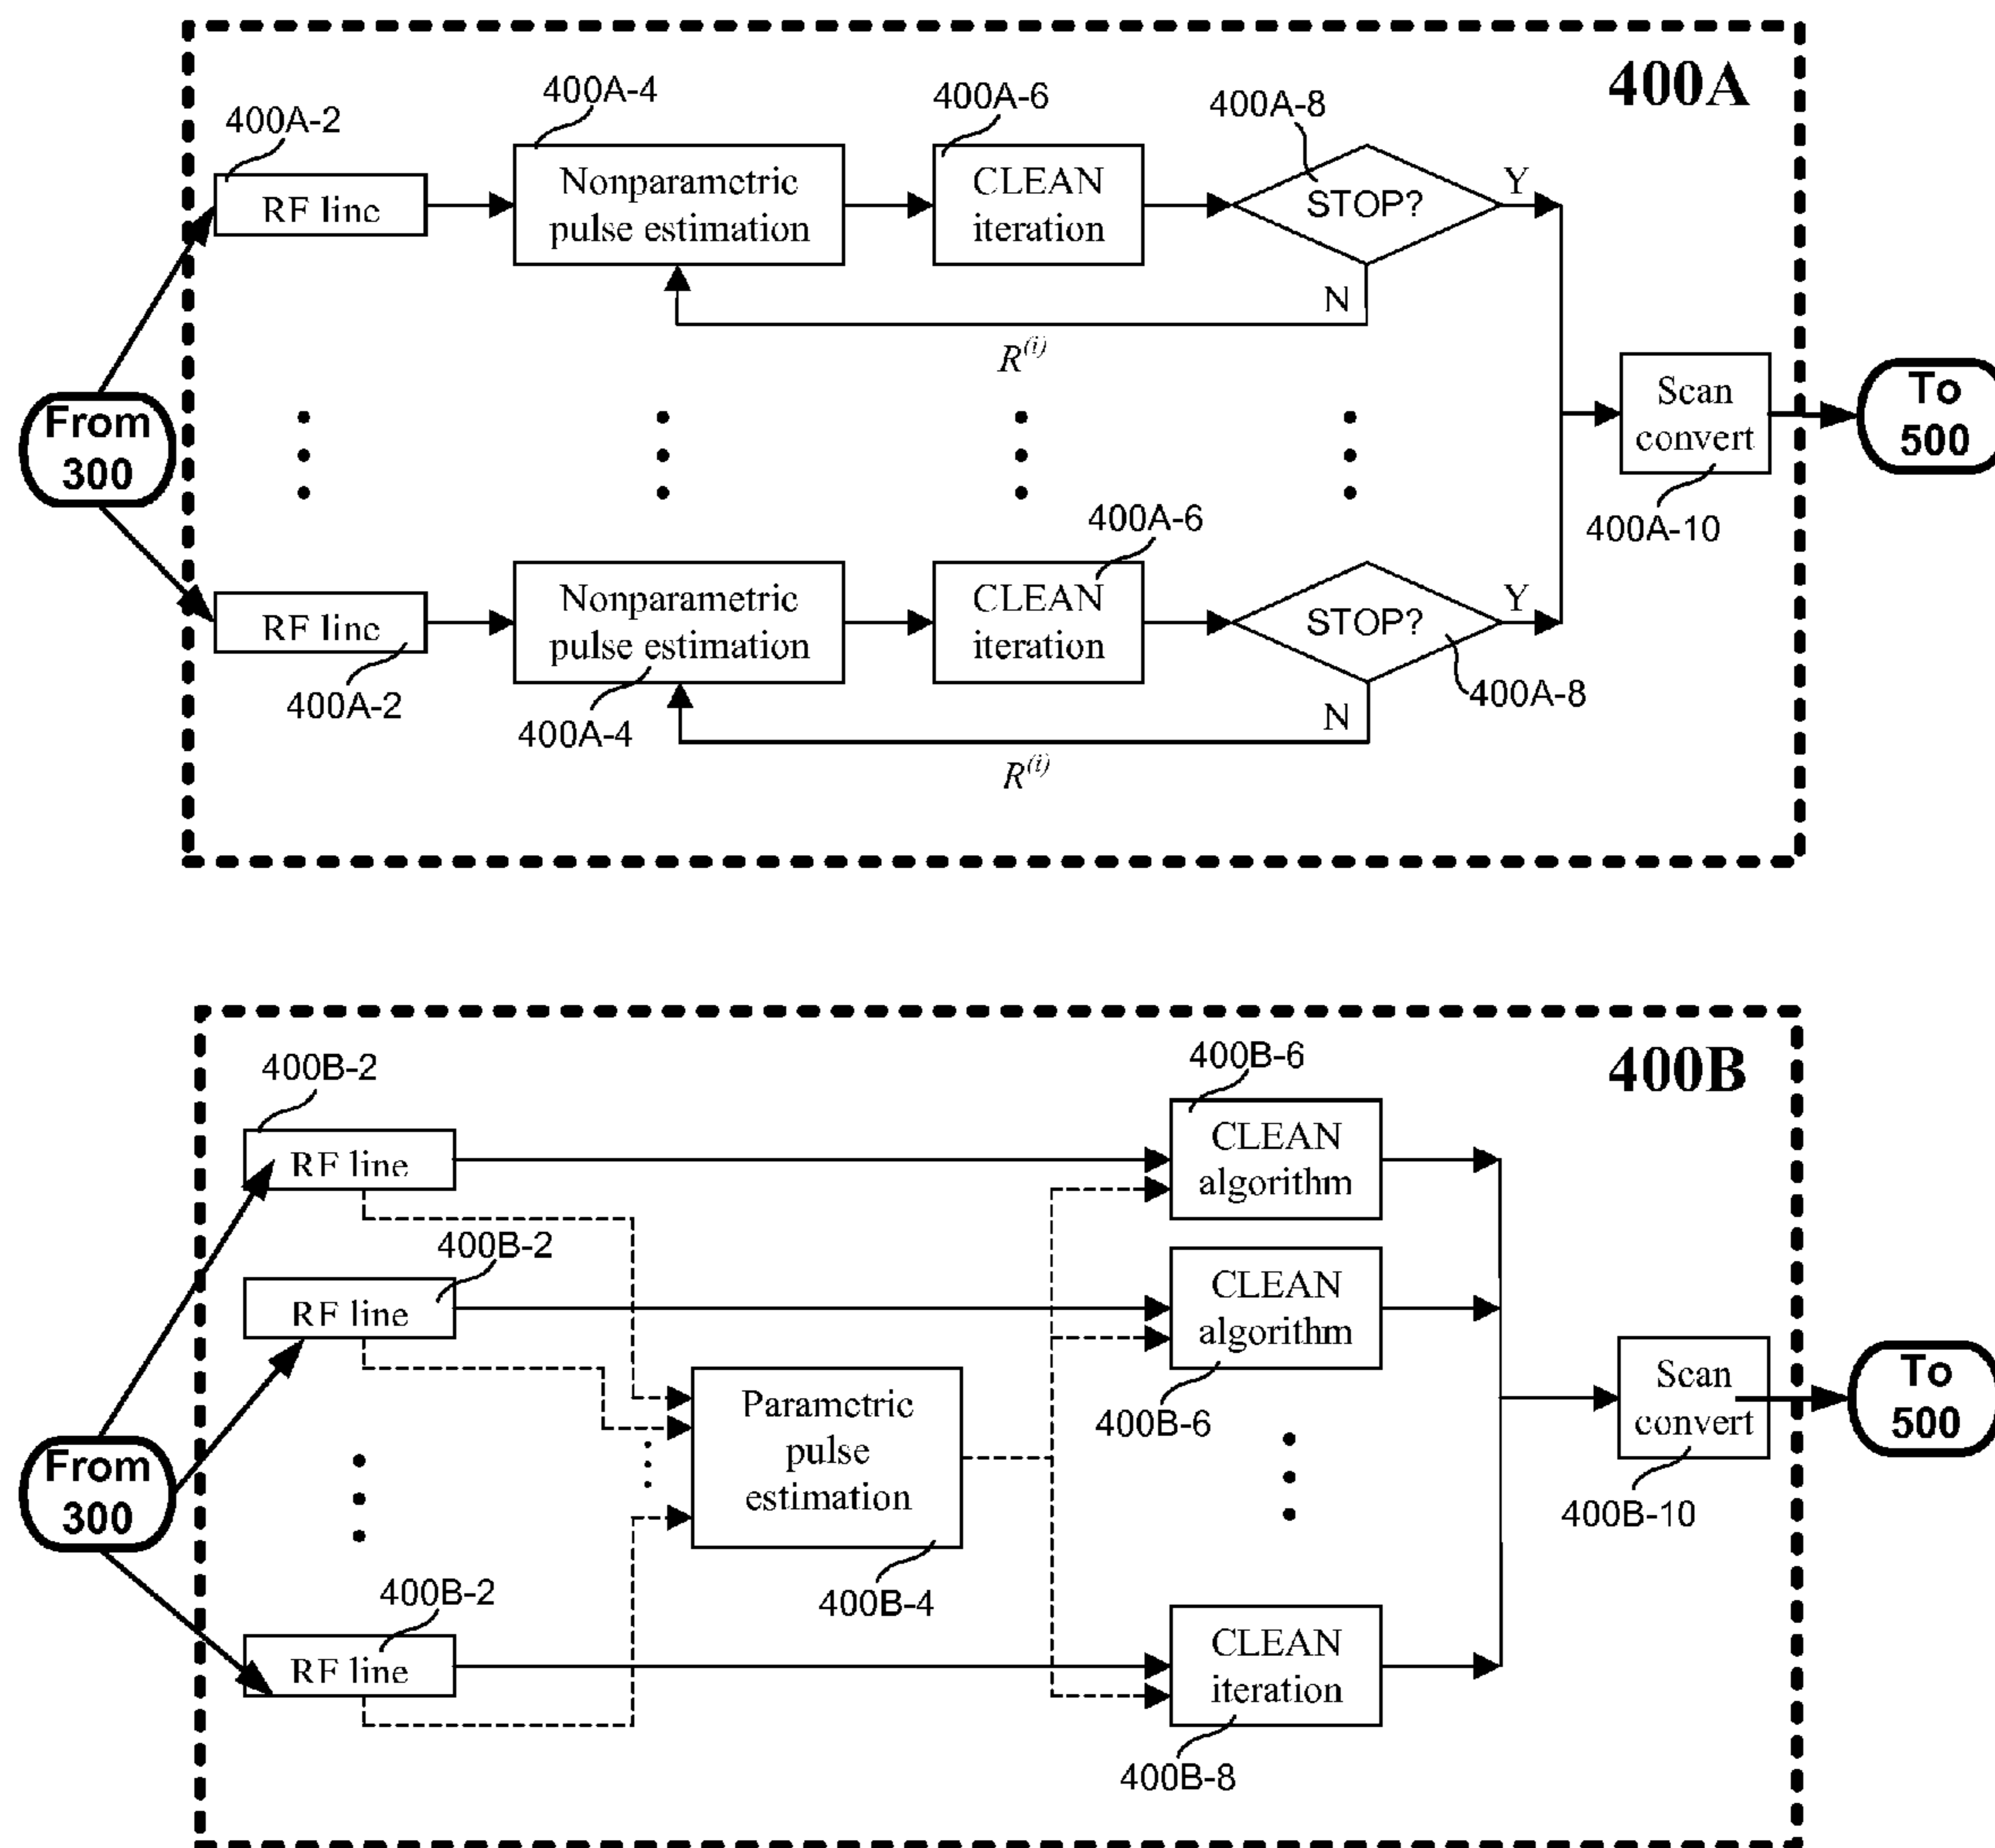 400A
400A-2
400A-4
400A-6
400A-8
RF line
Nonparametric
pulse estimation
CLEAN
iteration
STOP?
Y
N
R(i)
From
300
Scan
convert
To
500
400A-10
400A-6
RF line
Nonparametric
pulse estimation
CLEAN
iteration
STOP?
Y
400A-2
400A-4
400A-8
N
R(i)
400B
400B-2
400B-6
RF line
CLEAN
algorithm
400B-2
RF line
CLEAN
algorithm
Parametric
pulse
estimation
400B-6
Scan
convert
To
500
From
300
400B-10
400B-2
400B-4
RF line
CLEAN
iteration
400B-8